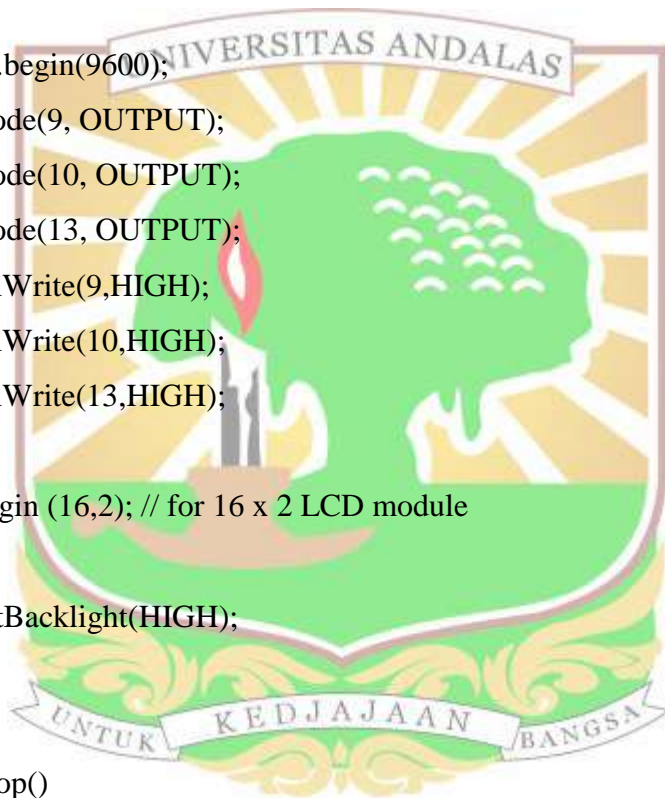 UNIVERSITAS ANDALAS
.begin(9600);
ode(9, OUTPUT);
ode(10, OUTPUT);
ode(13, OUTPUT);
Write(9,HIGH);
Write(10,HIGH);
Write(13,HIGH);
gin (16,2); // for 16 x 2 LCD module
tBacklight(HIGH);
UNTUK KEDJAJAAN BANGSA
op()